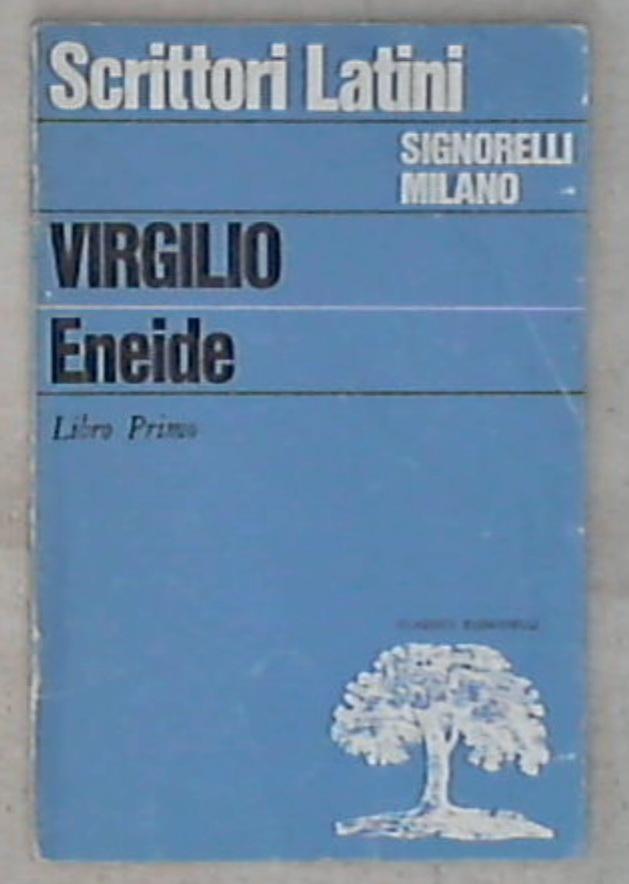 Scrittori Latini
SIGNORELLI
MILANO
VIRGILIO
Eneide
Libro Primo